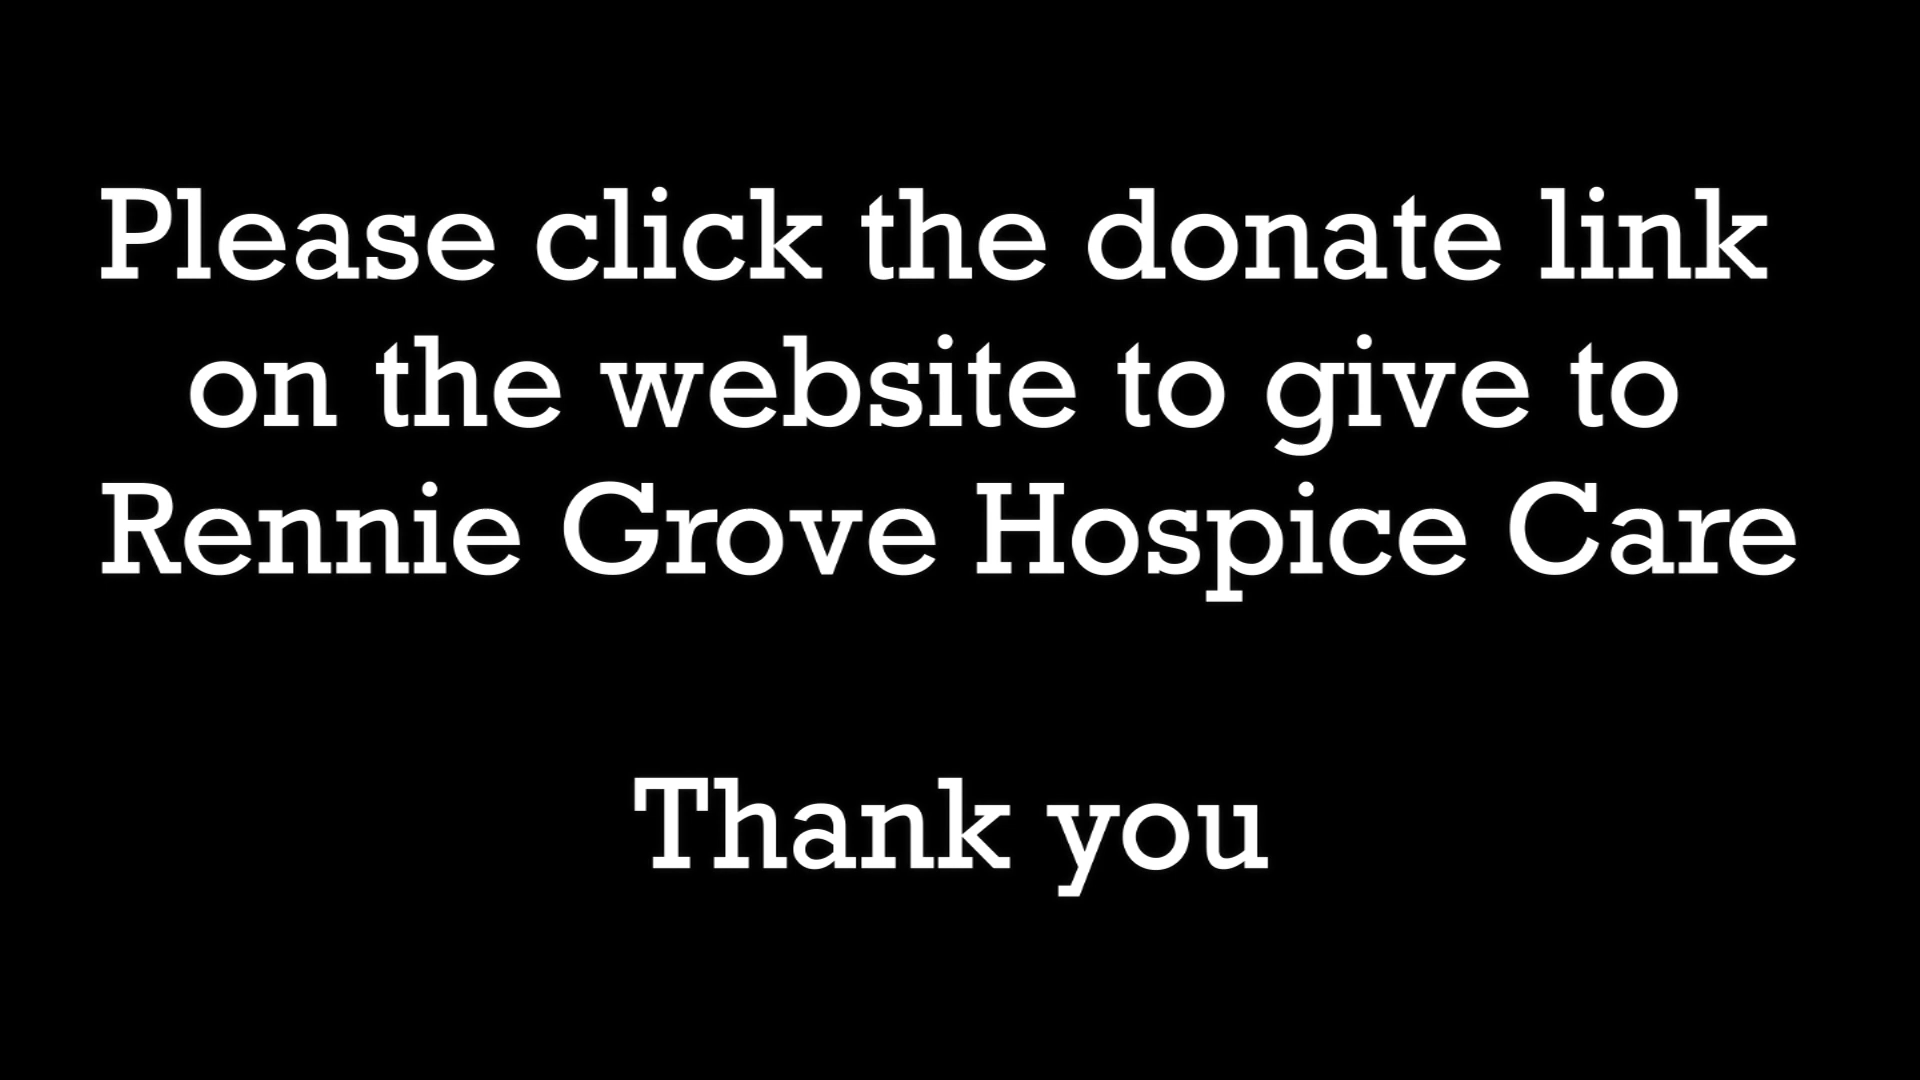 Please click the donate link
on the website to give to
Rennie Grove Hospice Care
Thank you